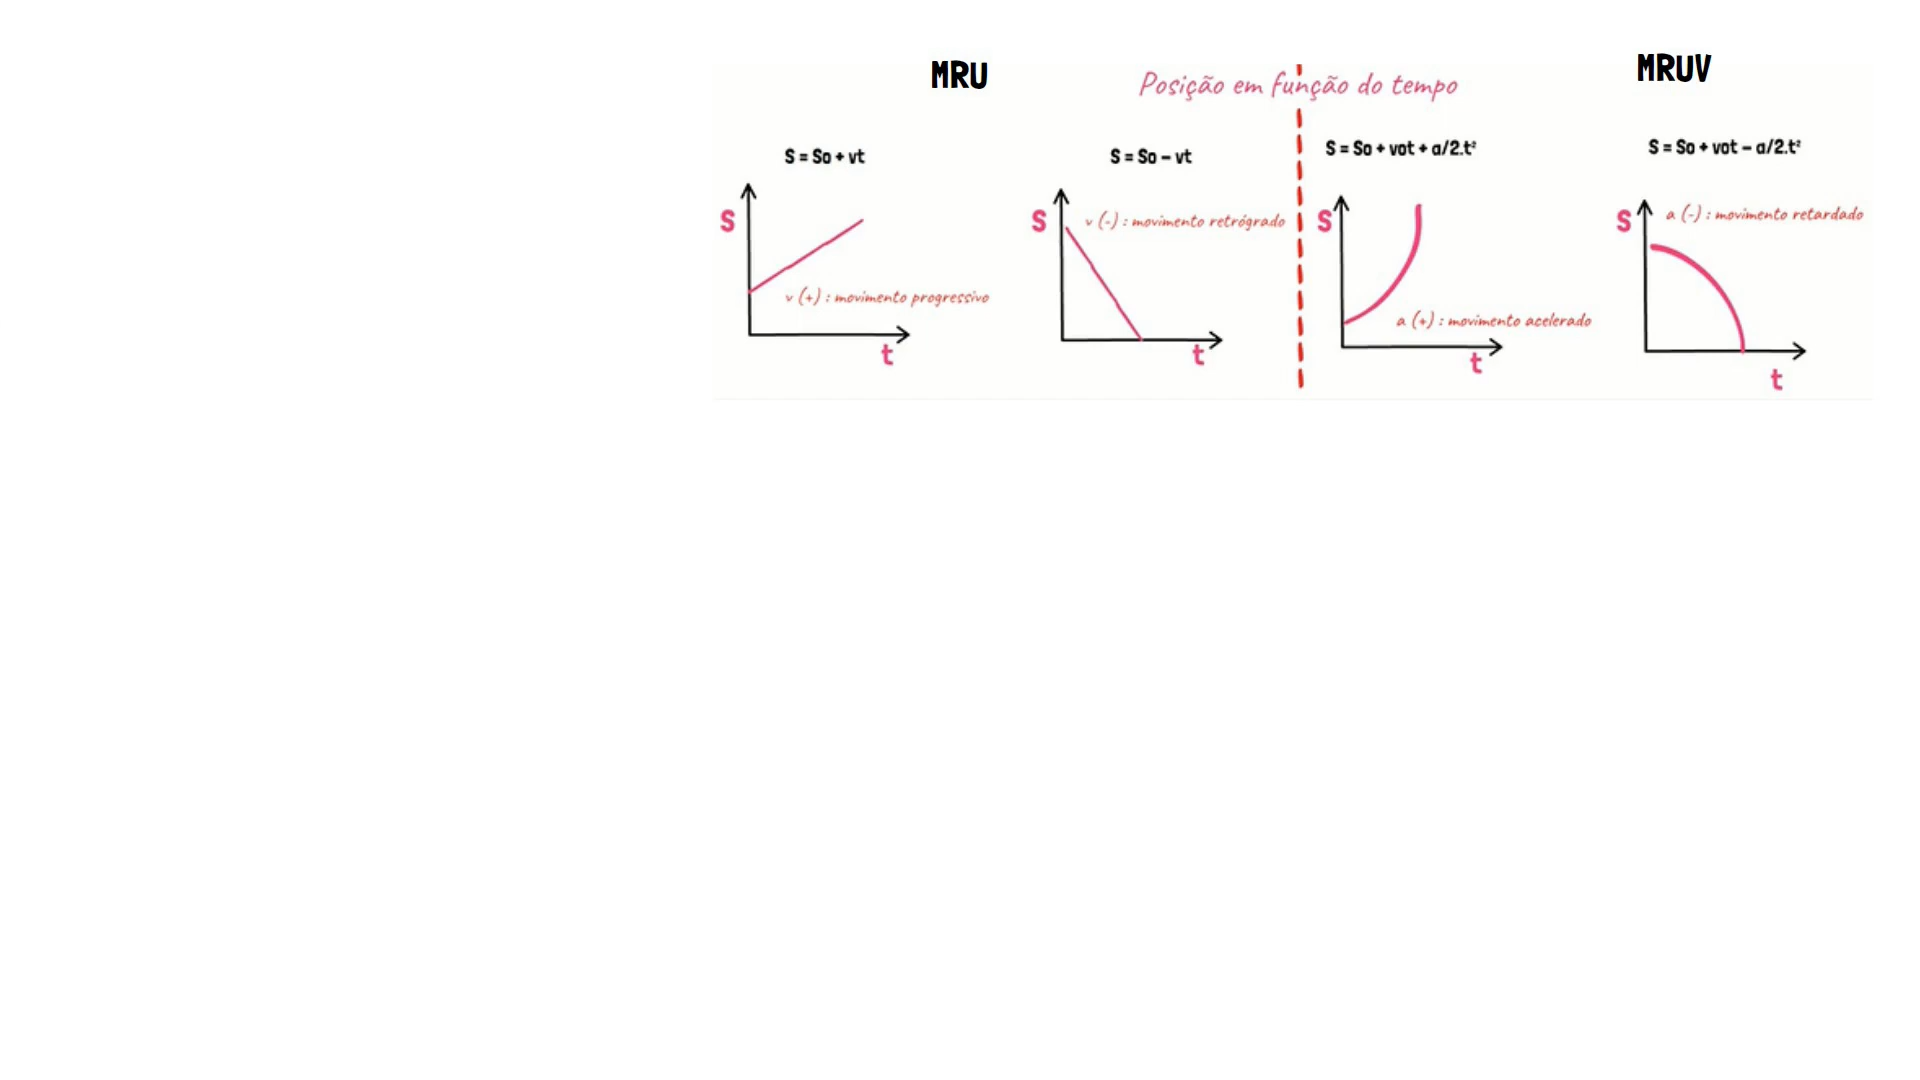 MRU
Posição em função do tempo
MRUV
S = So + vt
S = So - vt
S = So + vot + a/2.t²
S = So + vot - a/2.t²
S
v (+) : movimento progressivo
t
S
v (-) : movimento retrógrado
t
S
a (+) : movimento acelerado
t
S
a (-) : movimento retardado
t